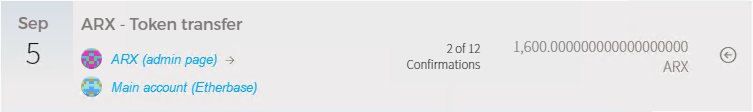 Sep
5
ARX - Token transfer
ARX (admin page) →
Main account (Etherbase)
2 of 12
Confirmations
1,600.000000000000000000
ARX